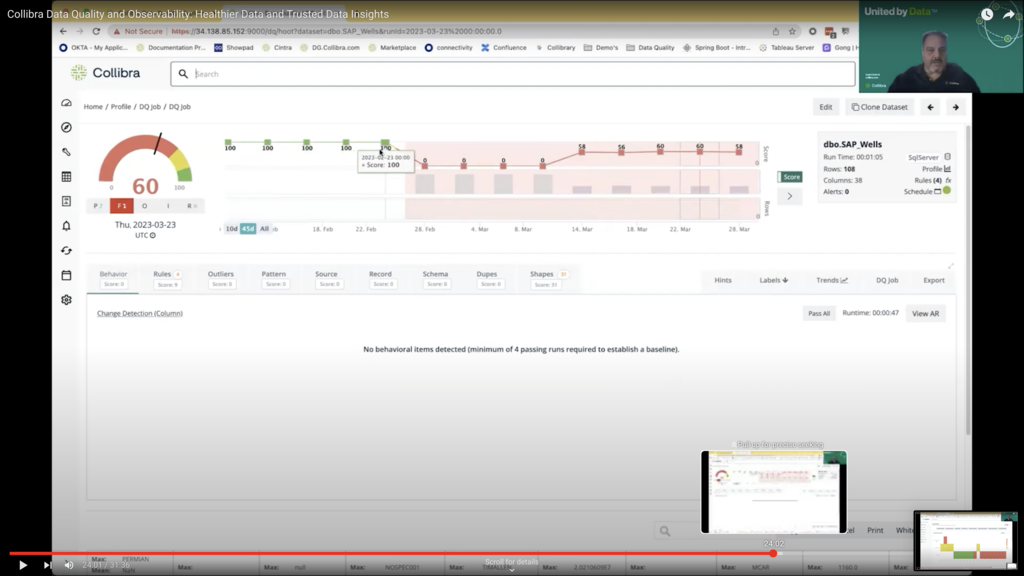 Collibra Data Quality and Observability: Healthier Data and Trusted Data Insights
Not Secure https://34.138.85.152:9000/dq/hoot?dataset=dbo.SAP_Wells&runId=2023-03-23%2000:00:00.0
OKTA - My Applic... Documentation Pr... Showpad Cintra DG.Collibra.com Marketplace connectivity Confluence Collibrary Demo's Data Quality Spring Boot - Intr... Tableau Server Gong | H
United by Data
Collibra
Collibra
Search
Home / Profile / DQ Job / DQ Job
Edit
Clone Dataset
60
0 100
P 2 F 1 O I R
Thu, 2023-03-23
UTC
100 100 100 100 100 0 0 0 0 58 56 60 60 58
2023-02-23 00:00
Score: 100
Score
Rows
10d 45d All
18. Feb 22. Feb 28. Feb 4. Mar 8. Mar 14. Mar 18. Mar 22. Mar 28. Mar
Score
dbo.SAP_Wells
Run Time: 00:01:05 SqlServer
Rows: 108 Profile
Columns: 38 Rules (4) fx
Alerts: 0 Schedule
Behavior Rules 4 Outliers Pattern Source Record Schema Dupes Shapes 31
Score: 0 Score: 9 Score: 0 Score: 0 Score: 0 Score: 0 Score: 0 Score: 0 Score: 31
Hints Labels Trends DQ Job Export
Change Detection (Column)
Pass All Runtime: 00:00:47 View AR
No behavioral items detected (minimum of 4 passing runs required to establish a baseline).
Pull up for precise seeking
Print
24:02
24:01 / 31:36
Scroll for details
Max: PERMIAN Max: null Max: NOSPEC001 Max: Max: Max: MCAR Max: 1160.0 Max: